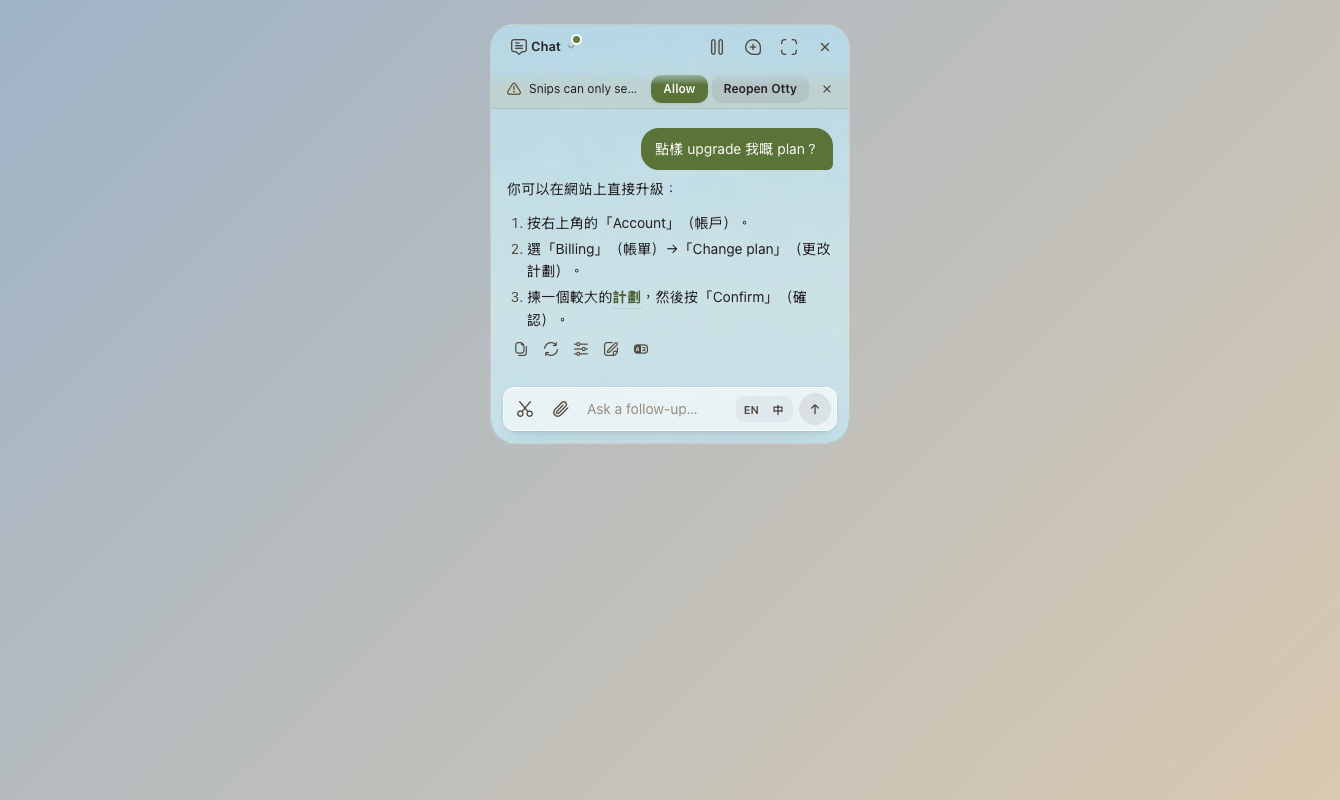 Chat
Snips can only se...
Allow
Reopen Otty
點樣 upgrade 我嘅 plan？
你可以在網站上直接升級：
1. 按右上角的「Account」（帳戶）。
2. 選「Billing」（帳單）→「Change plan」（更改
計劃）。
3. 揀一個較大的計劃，然後按「Confirm」（確
認）。
Ask a follow-up...
EN 中